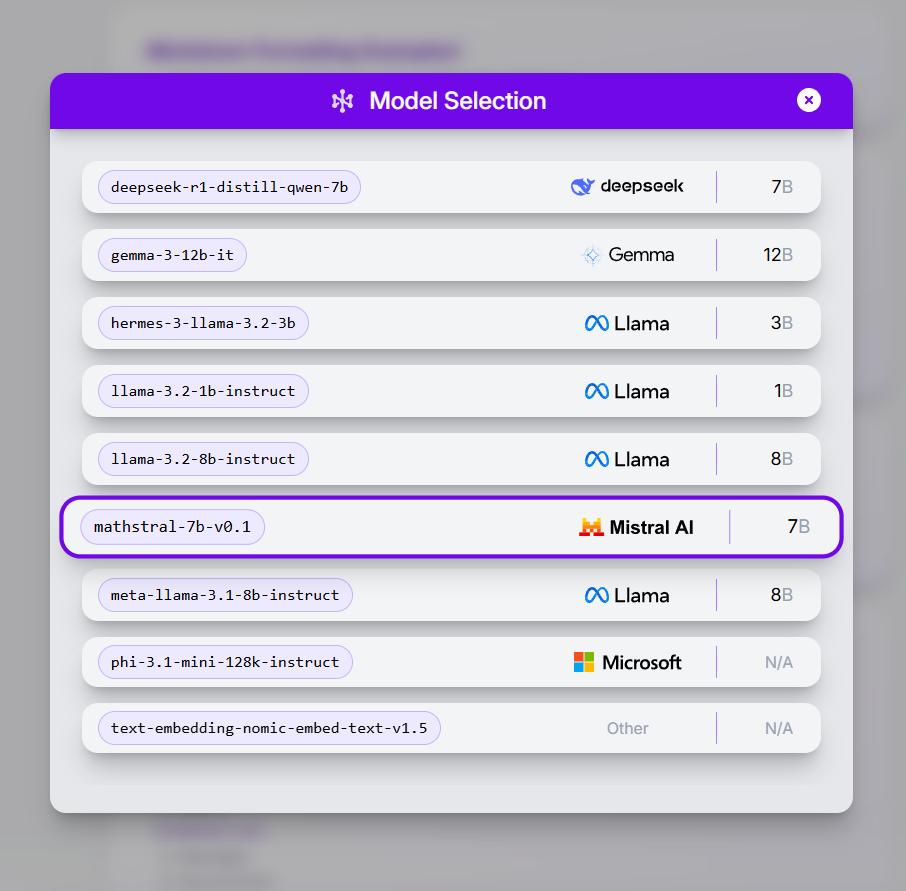 Model Selection
deepseek-r1-distill-qwen-7b deepseek 7B
gemma-3-12b-it Gemma 12B
hermes-3-llama-3.2-3b Llama 3B
llama-3.2-1b-instruct Llama 1B
llama-3.2-8b-instruct Llama 8B
mathstral-7b-v0.1 Mistral AI 7B
meta-llama-3.1-8b-instruct Llama 8B
phi-3.1-mini-128k-instruct Microsoft N/A
text-embedding-nomic-embed-text-v1.5 Other N/A